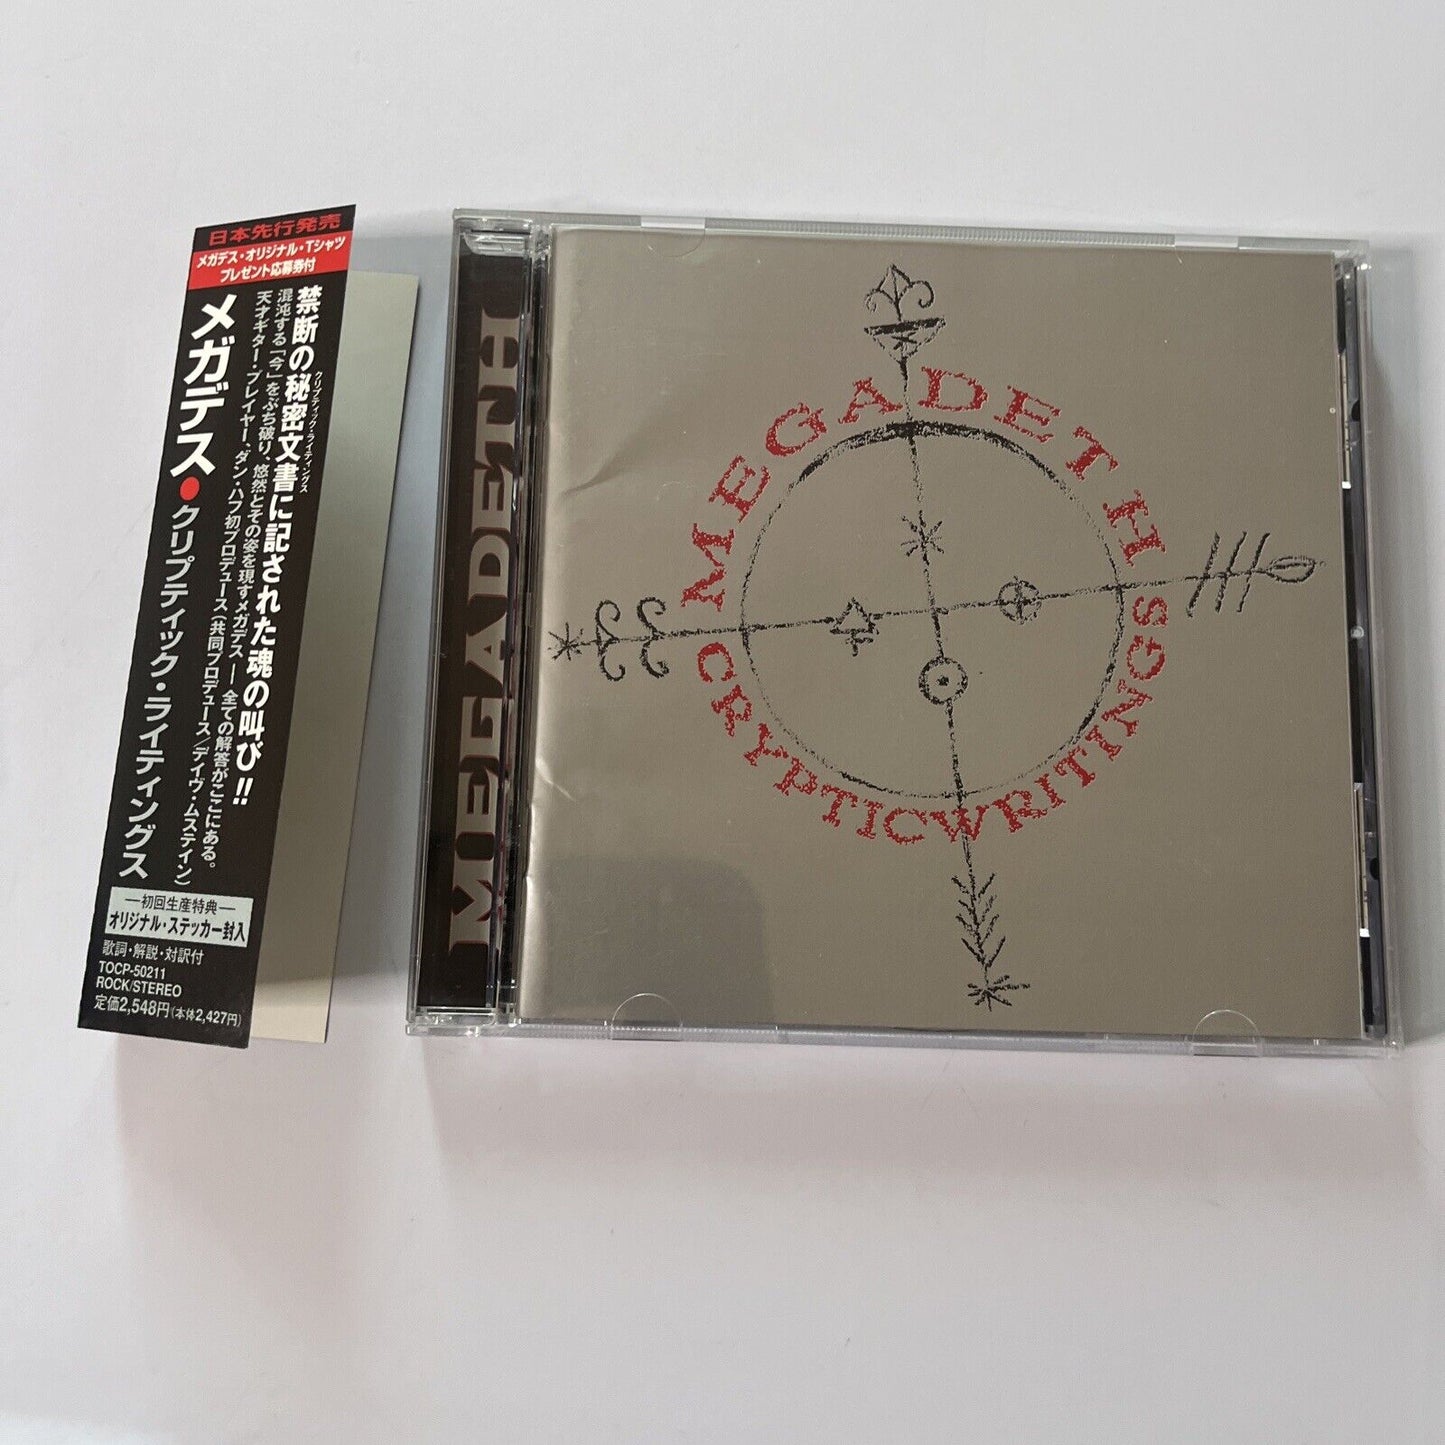 日本先行発売
メガデス・オリジナル・Tシャツ
プレゼント応募券付
禁断の秘密文書に記された魂の叫び!!
クリプティック・ライティングス
混沌する「今」をぶち破り、悠然とその姿を現すメガデス——全ての解答がここにある。
天才ギター・プレイヤー、ダン・ハフ初プロデュース(共同プロデュース/デイヴ・ムステイン)
メガデス●クリプティック・ライティングス
—初回生産特典—
オリジナル・ステッカー封入
歌詞・解説・対訳付
TOCP-50211
ROCK/STEREO
定価2,548円(本体2,427円)
MEGADETH
MEGADETH
CRYPTICWRITINGS